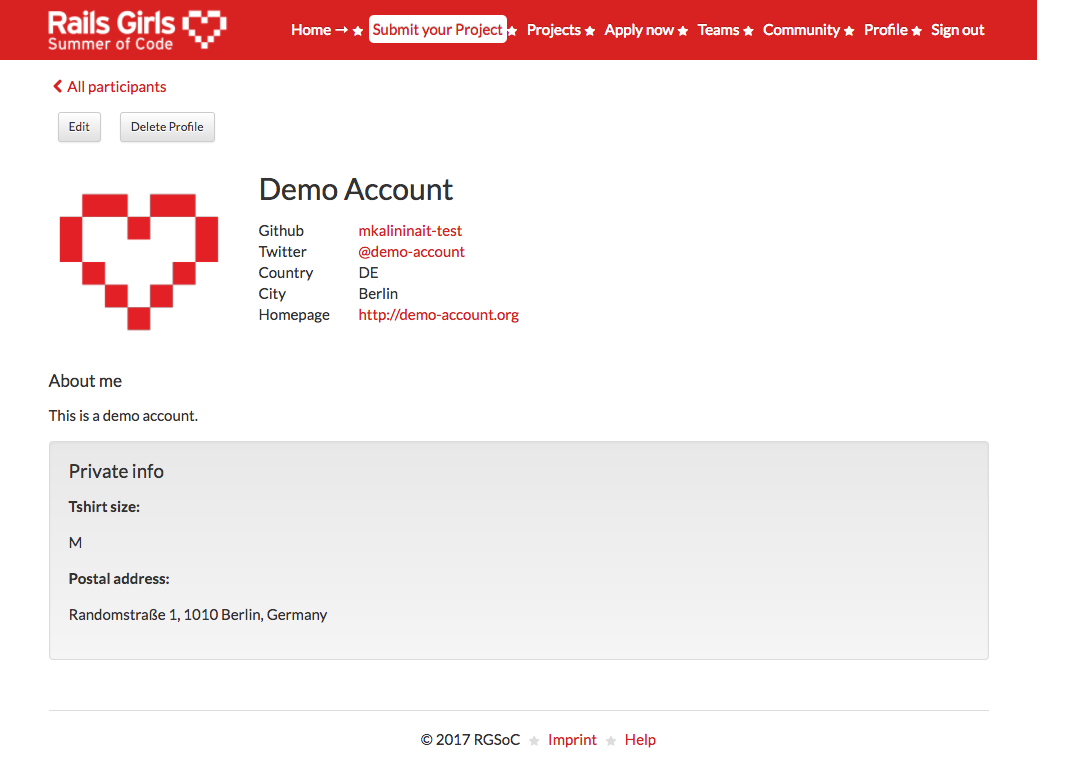 Rails Girls
Summer of Code
Home → Submit your Project Projects Apply now Teams Community Profile Sign out
All participants
Edit Delete Profile
Demo Account
Github mkalininait-test
Twitter @demo-account
Country DE
City Berlin
Homepage http://demo-account.org
About me
This is a demo account.
Private info
Tshirt size:
M
Postal address:
Randomstraße 1, 1010 Berlin, Germany
© 2017 RGSoC Imprint Help